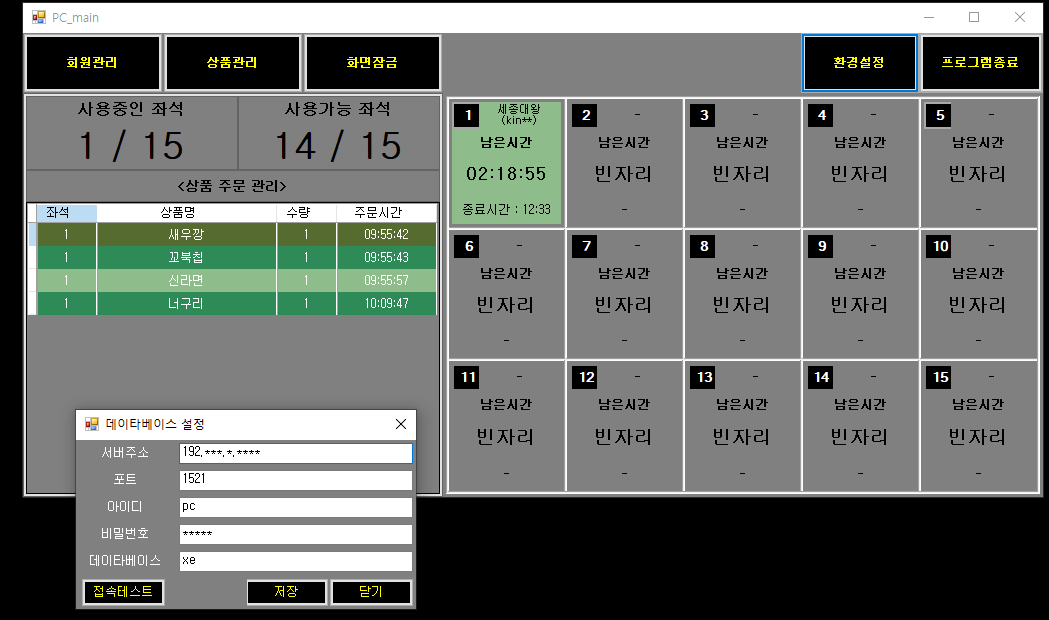 PC_main
회원관리 상품관리 화면잠금 환경설정 프로그램종료
사용중인 좌석 사용가능 좌석
1 / 15 14 / 15
<상품 주문 관리>
좌석 상품명 수량 주문시간
1 새우깡 1 09:55:42
1 꼬북칩 1 09:55:43
1 신라면 1 09:55:57
1 너구리 1 10:09:47
1 세종대왕
(kin**)
남은시간
02:18:55
종료시간 : 12:33
2 -
남은시간
빈자리
-
3 -
남은시간
빈자리
-
4 -
남은시간
빈자리
-
5 -
남은시간
빈자리
-
6 -
남은시간
빈자리
-
7 -
남은시간
빈자리
-
8 -
남은시간
빈자리
-
9 -
남은시간
빈자리
-
10 -
남은시간
빈자리
-
11 -
남은시간
빈자리
-
12 -
남은시간
빈자리
-
13 -
남은시간
빈자리
-
14 -
남은시간
빈자리
-
15 -
남은시간
빈자리
-
데이타베이스 설정
서버주소 192.***.*.****
포트 1521
아이디 pc
비밀번호 *****
데이타베이스 xe
접속테스트 저장 닫기